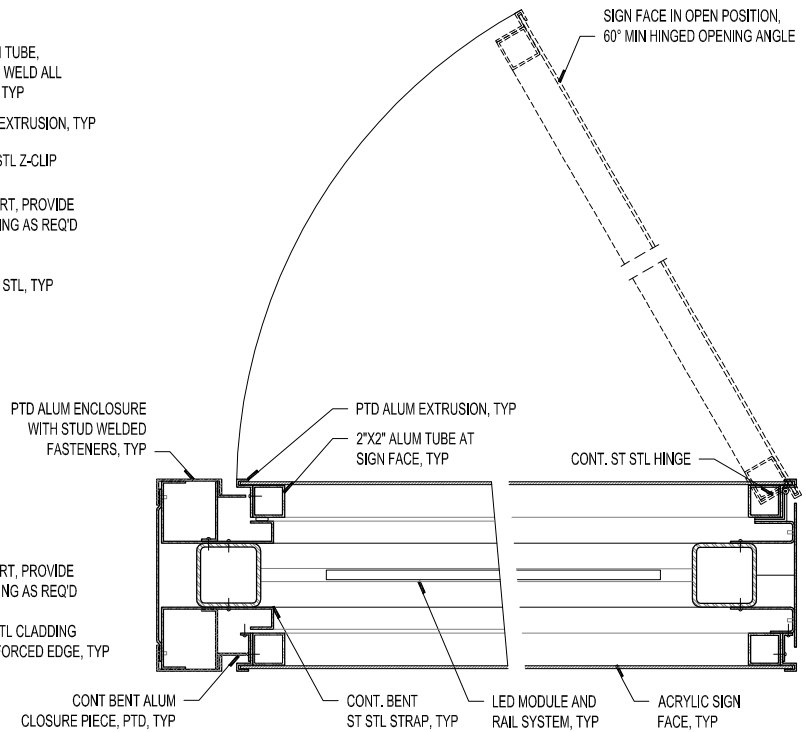 SIGN FACE IN OPEN POSITION,
60° MIN HINGED OPENING ANGLE
TUBE,
WELD ALL
TYP
EXTRUSION, TYP
STL Z-CLIP
RT, PROVIDE
ING AS REQ'D
STL, TYP
PTD ALUM ENCLOSURE
WITH STUD WELDED
FASTENERS, TYP
PTD ALUM EXTRUSION, TYP
2"X2" ALUM TUBE AT
SIGN FACE, TYP
CONT. ST STL HINGE
RT, PROVIDE
ING AS REQ'D
TL CLADDING
FORCED EDGE, TYP
CONT BENT ALUM
CLOSURE PIECE, PTD, TYP
CONT. BENT
ST STL STRAP, TYP
LED MODULE AND
RAIL SYSTEM, TYP
ACRYLIC SIGN
FACE, TYP